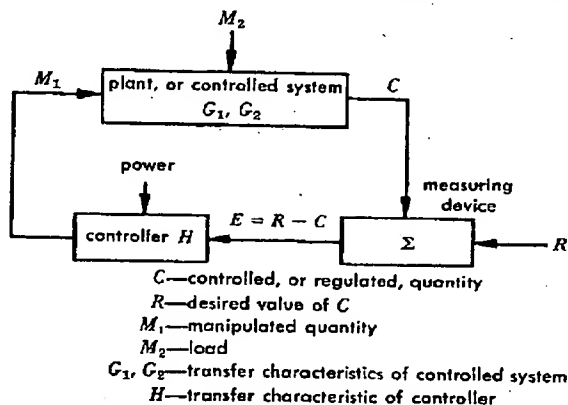 M₂
M₁
plant, or controlled system
G₁, G₂
C
power
measuring
device
controller H
E = R − C
Σ
R
C—controlled, or regulated, quantity
R—desired value of C
M₁—manipulated quantity
M₂—load
G₁, G₂—transfer characteristics of controlled system
H—transfer characteristic of controller